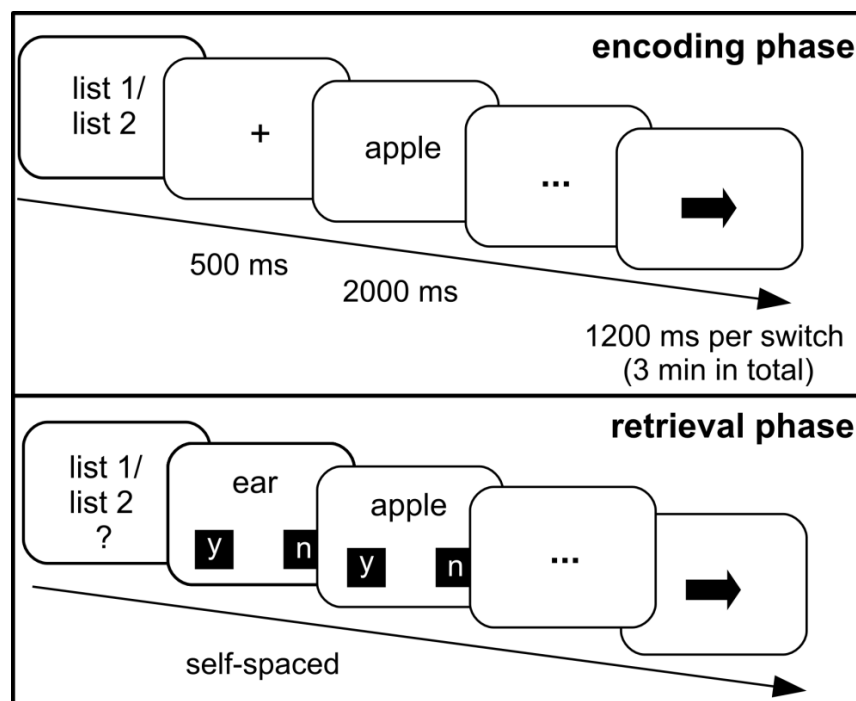 encoding phase
list 1/
list 2
+
apple
...
500 ms
2000 ms
1200 ms per switch
(3 min in total)
retrieval phase
list 1/
list 2
?
ear
y n
apple
y n
...
self-spaced